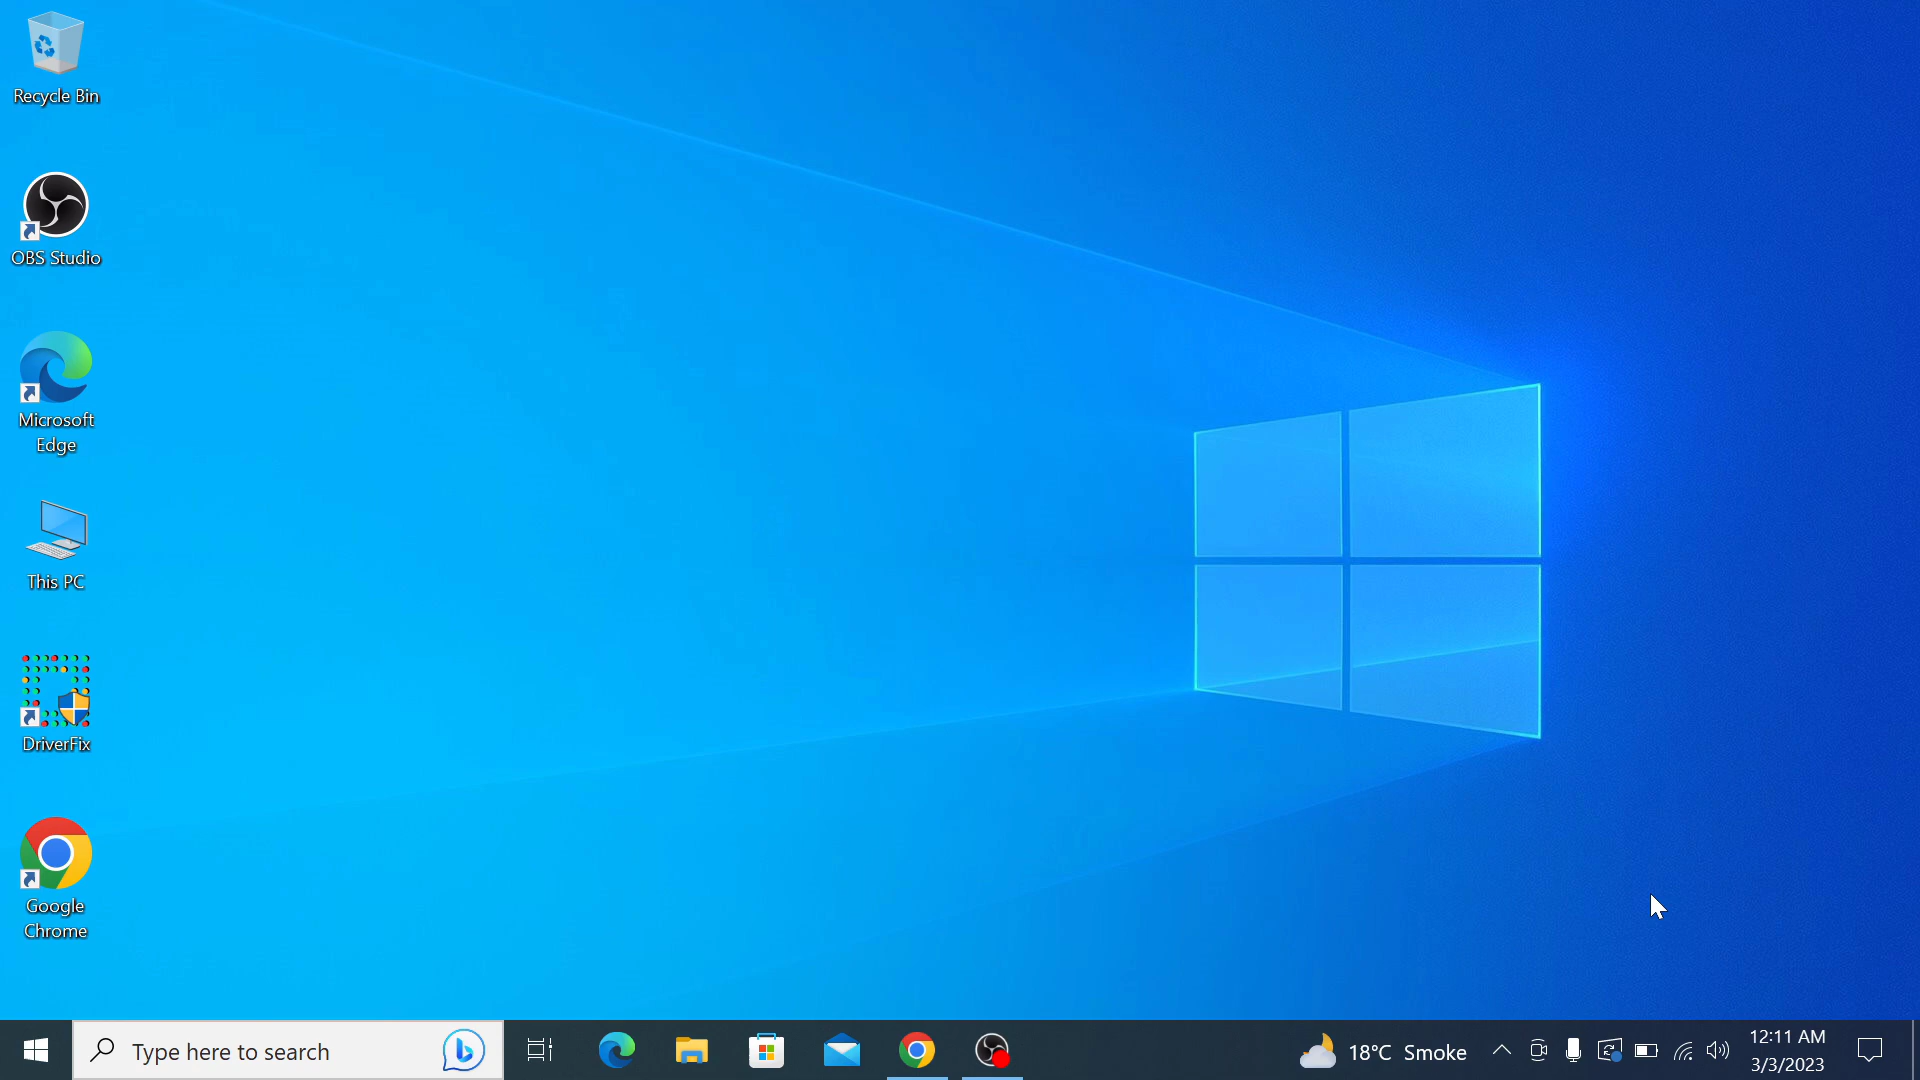 Recycle Bin
OBS Studio
Microsoft
Edge
This PC
DriverFix
Google
Chrome
Type here to search
18°C Smoke
12:11 AM
3/3/2023